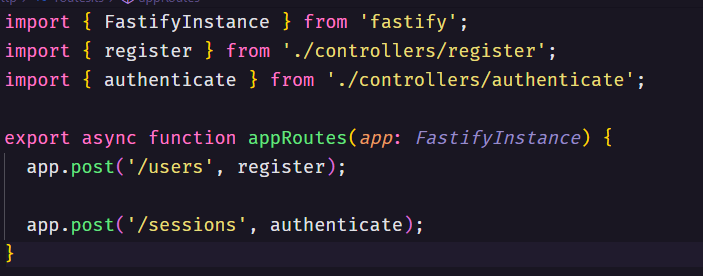 import { FastifyInstance } from 'fastify';
import { register } from './controllers/register';
import { authenticate } from './controllers/authenticate';
export async function appRoutes(app: FastifyInstance) {
app.post('/users', register);
app.post('/sessions', authenticate);
}